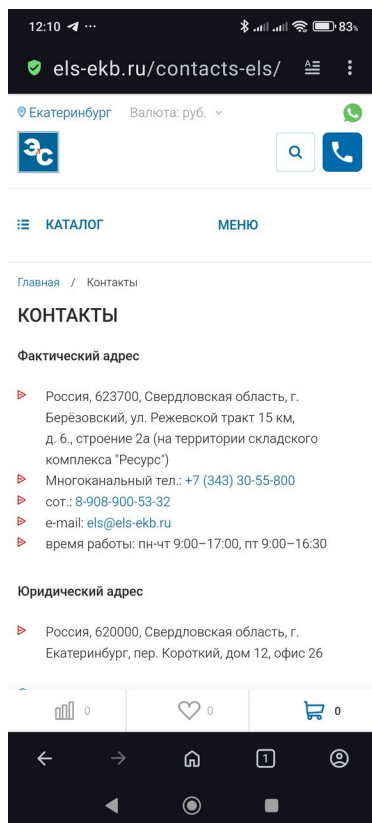 12:10
83%
els-ekb.ru/contacts-els/
Екатеринбург Валюта: руб.
ЭС
КАТАЛОГ МЕНЮ
Главная / Контакты
КОНТАКТЫ
Фактический адрес
Россия, 623700, Свердловская область, г.
Берёзовский, ул. Режевской тракт 15 км,
д. 6., строение 2а (на территории складского
комплекса "Ресурс")
Многоканальный тел.: +7 (343) 30-55-800
сот.: 8-908-900-53-32
e-mail: els@els-ekb.ru
время работы: пн-чт 9:00–17:00, пт 9:00–16:30
Юридический адрес
Россия, 620000, Свердловская область, г.
Екатеринбург, пер. Короткий, дом 12, офис 26
0 0 0
1